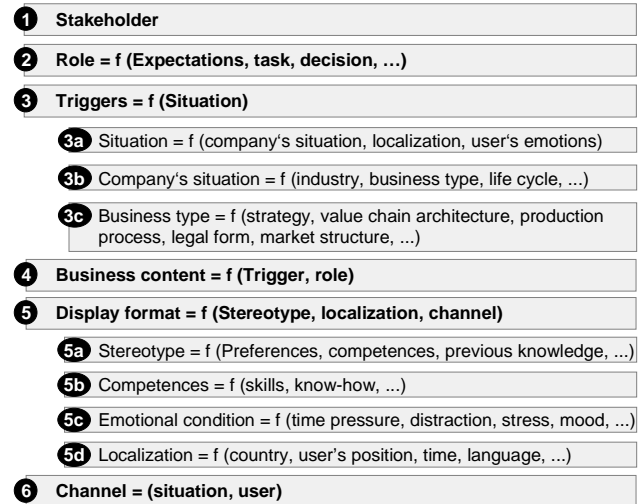 1 Stakeholder
2 Role = f (Expectations, task, decision, …)
3 Triggers = f (Situation)
3a Situation = f (company‘s situation, localization, user‘s emotions)
3b Company‘s situation = f (industry, business type, life cycle, ...)
3c Business type = f (strategy, value chain architecture, production
process, legal form, market structure, ...)
4 Business content = f (Trigger, role)
5 Display format = f (Stereotype, localization, channel)
5a Stereotype = f (Preferences, competences, previous knowledge, ...)
5b Competences = f (skills, know-how, ...)
5c Emotional condition = f (time pressure, distraction, stress, mood, ...)
5d Localization = f (country, user’s position, time, language, ...)
6 Channel = (situation, user)